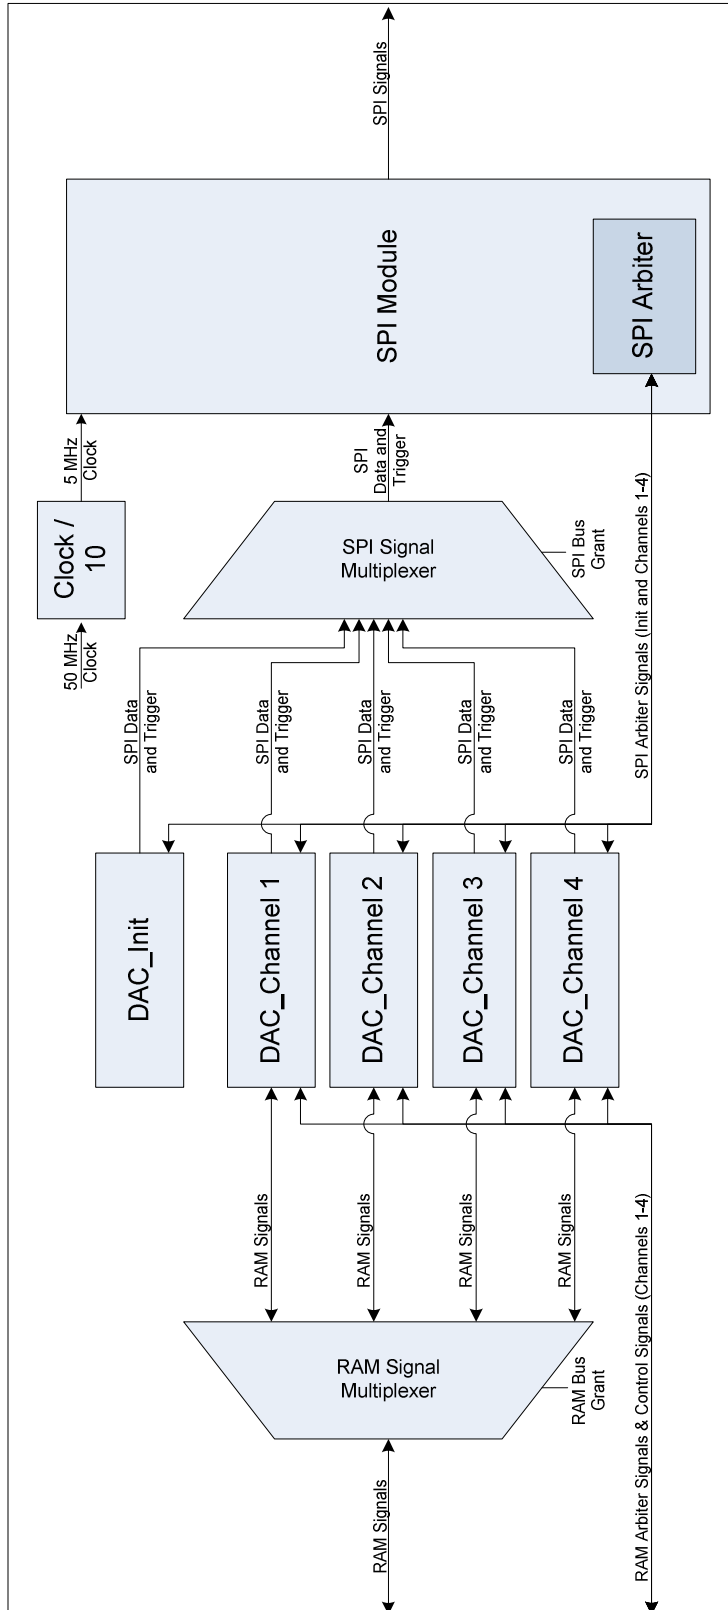 SPI Signals
SPI Module
SPI Arbiter
5 MHz
Clock
SPI
Data and
Trigger
Clock /
10
SPI Signal
Multiplexer
SPI Bus
Grant
50 MHz
Clock
SPI Arbiter Signals (Init and Channels 1-4)
SPI Data
and Trigger
SPI Data
and Trigger
SPI Data
and Trigger
SPI Data
and Trigger
SPI Data
and Trigger
DAC_Init
DAC_Channel 1
DAC_Channel 2
DAC_Channel 3
DAC_Channel 4
RAM Signals
RAM Signals
RAM Signals
RAM Signals
RAM Arbiter Signals & Control Signals (Channels 1-4)
RAM Signal
Multiplexer
RAM Bus
Grant
RAM Signals